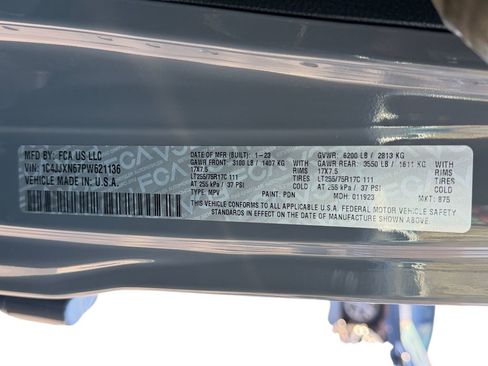 MFD BY: FCA US LLC
VIN: 1C4JJXN67PW621136
VEHICLE MADE IN: U.S.A.
DATE OF MFR (BUILT): 1-23 GVWR: 6200 LB / 2813 KG
GAWR FRONT: 3100 LB / 1407 KG WITH GAWR REAR: 3550 LB / 1611 KG WITH
17X7.5 RIMS 17X7.5 RIMS
LT255/75R17C 111 TIRES LT255/75R17C 111 TIRES
AT 255 kPa / 37 PSI COLD AT 255 kPa / 37 PSI COLD
TYPE: MPV PAINT: PDN MDH: 011923 MKT: 875
THIS VEHICLE CONFORMS TO ALL APPLICABLE U.S.A. FEDERAL MOTOR VEHICLE SAFETY
STANDARDS IN EFFECT ON THE DATE OF MANUFACTURE SHOWN ABOVE.